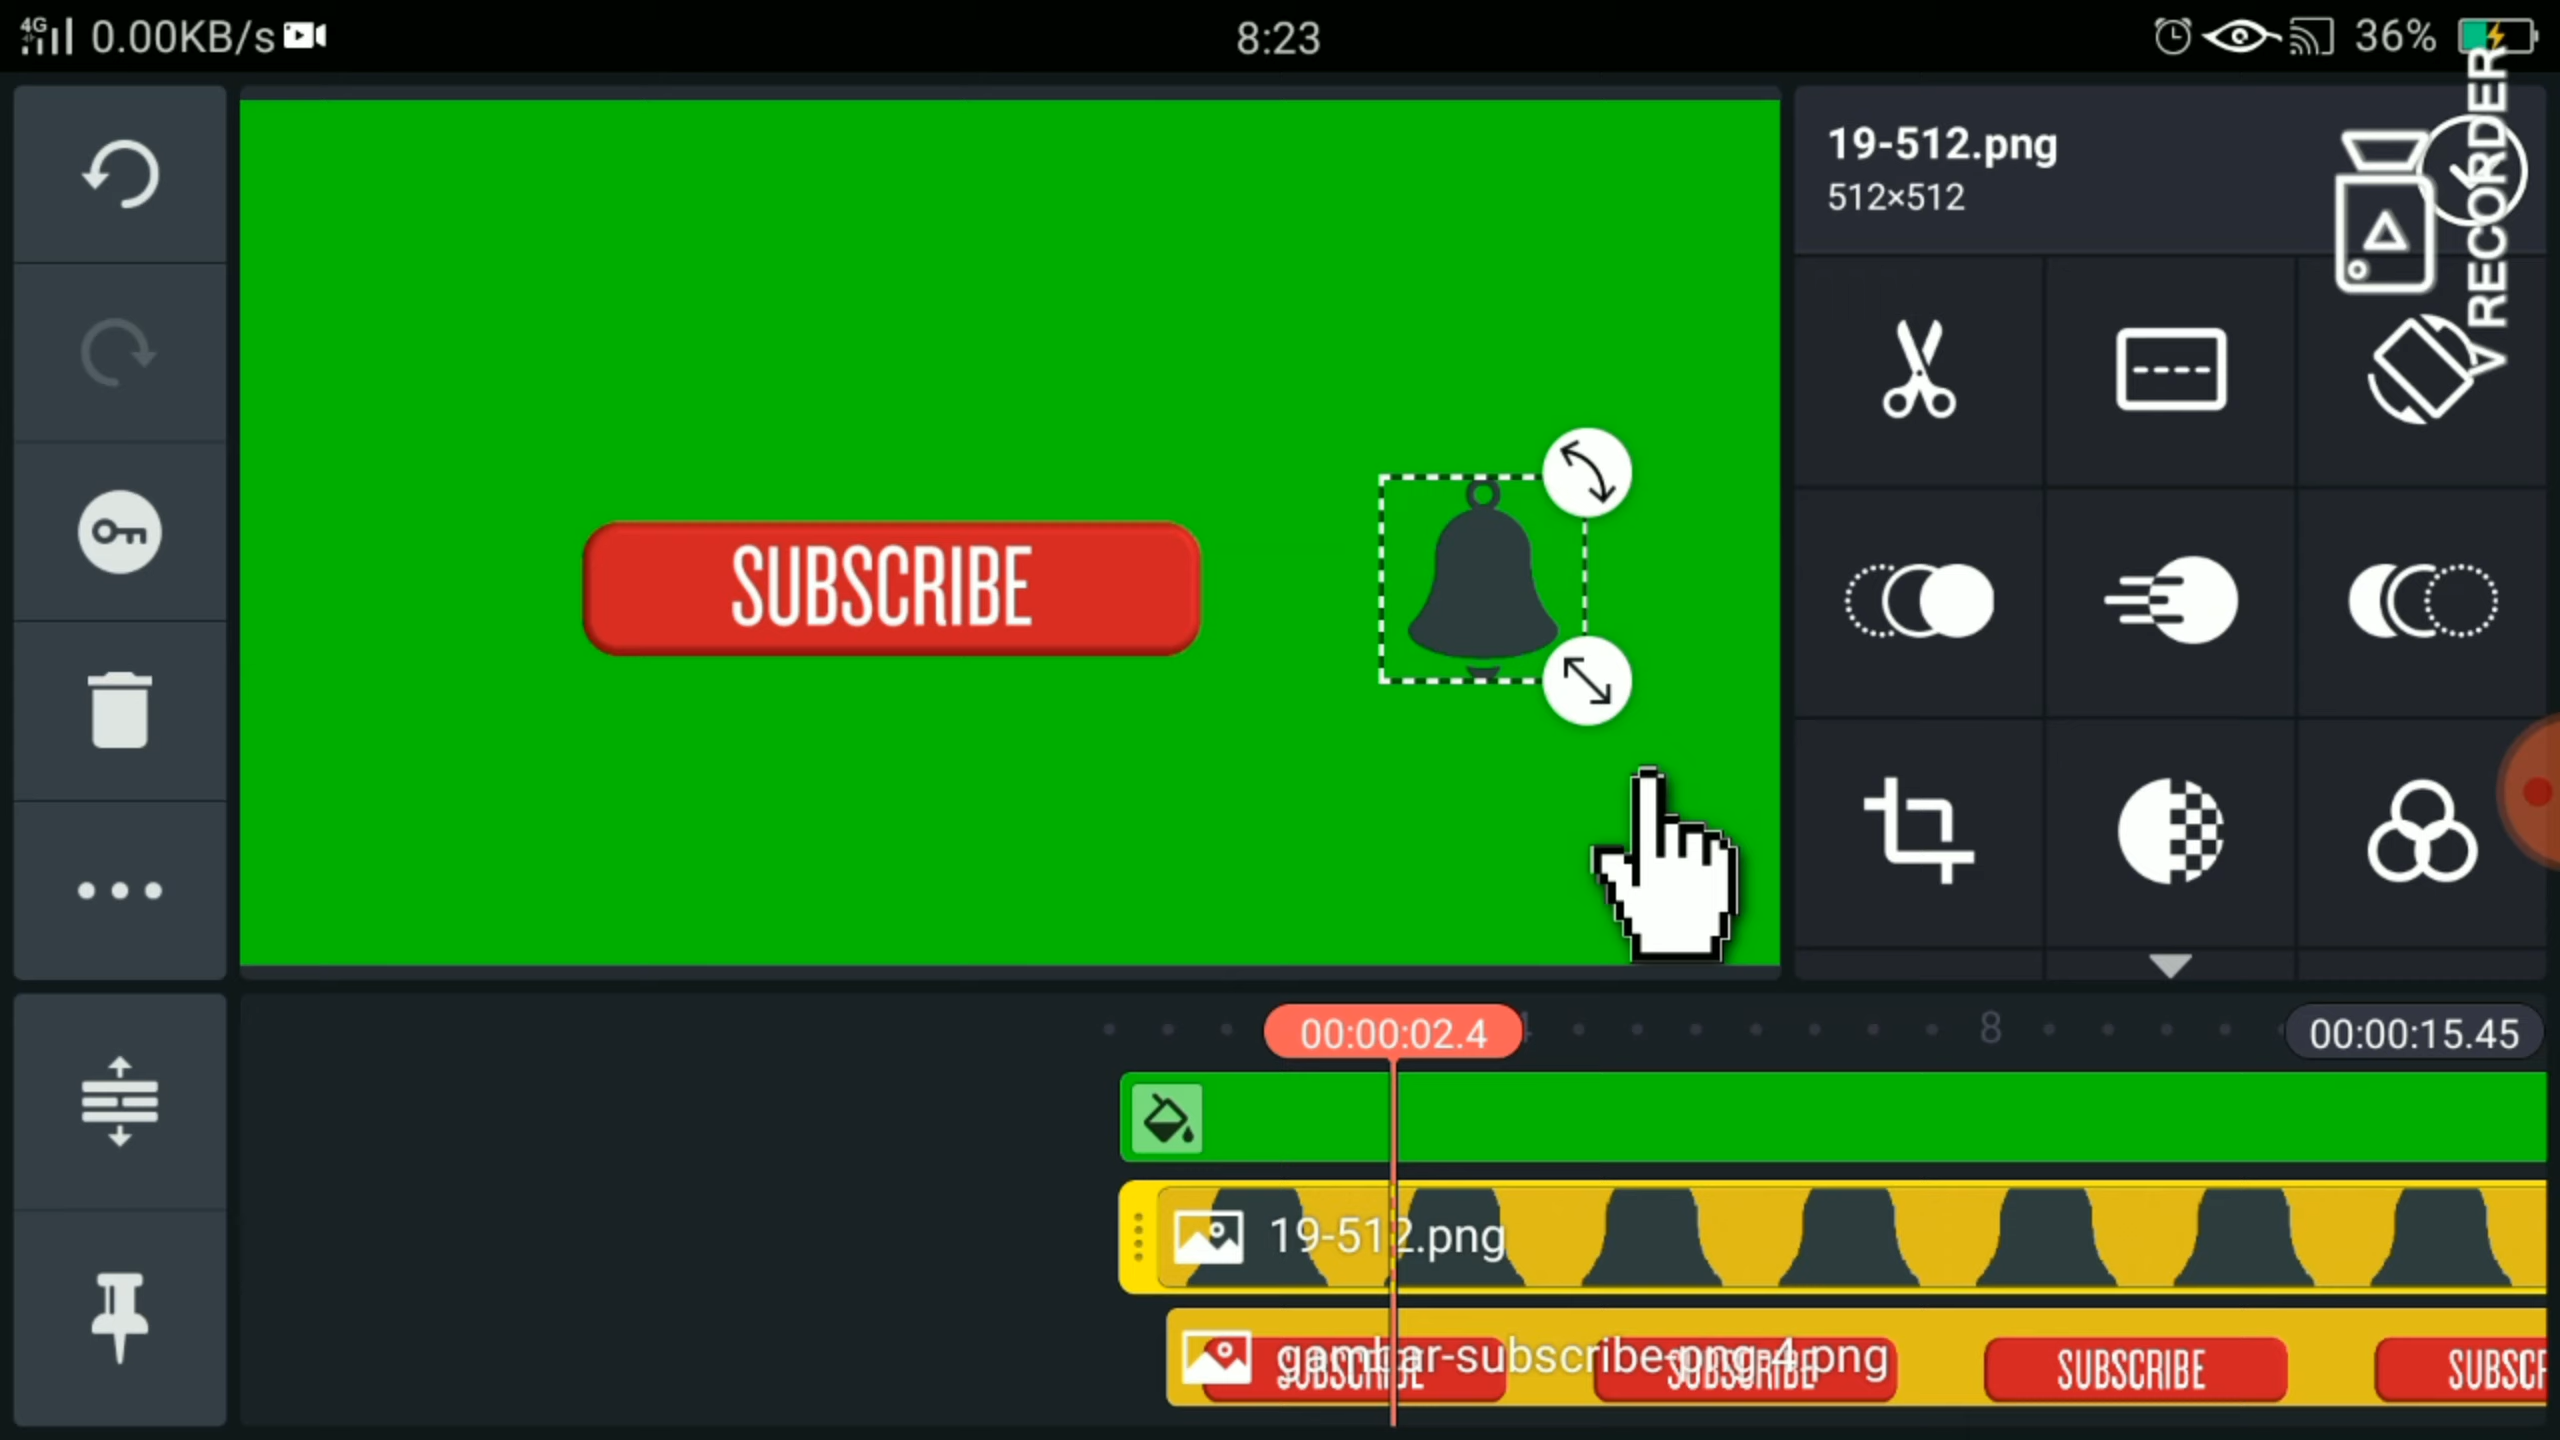 4G 0.00KB/s 8:23 36%
19-512.png
512×512
V RECORDER
SUBSCRIBE
00:00:02.4 8 00:00:15.45
19-512.png
gambar-subscribe-png-4.png
SUBSCRIBE SUBSCRIBE SUBSCRIBE